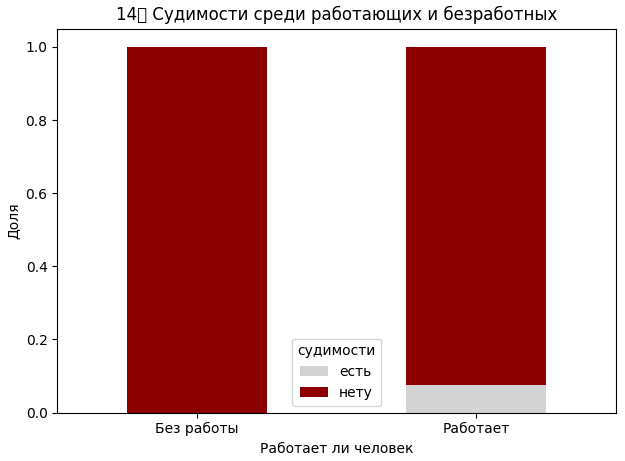 14▯ Судимости среди работающих и безработных
1.0
0.8
0.6
0.4
0.2
0.0
Доля
судимости
есть
нету
Без работы
Работает
Работает ли человек